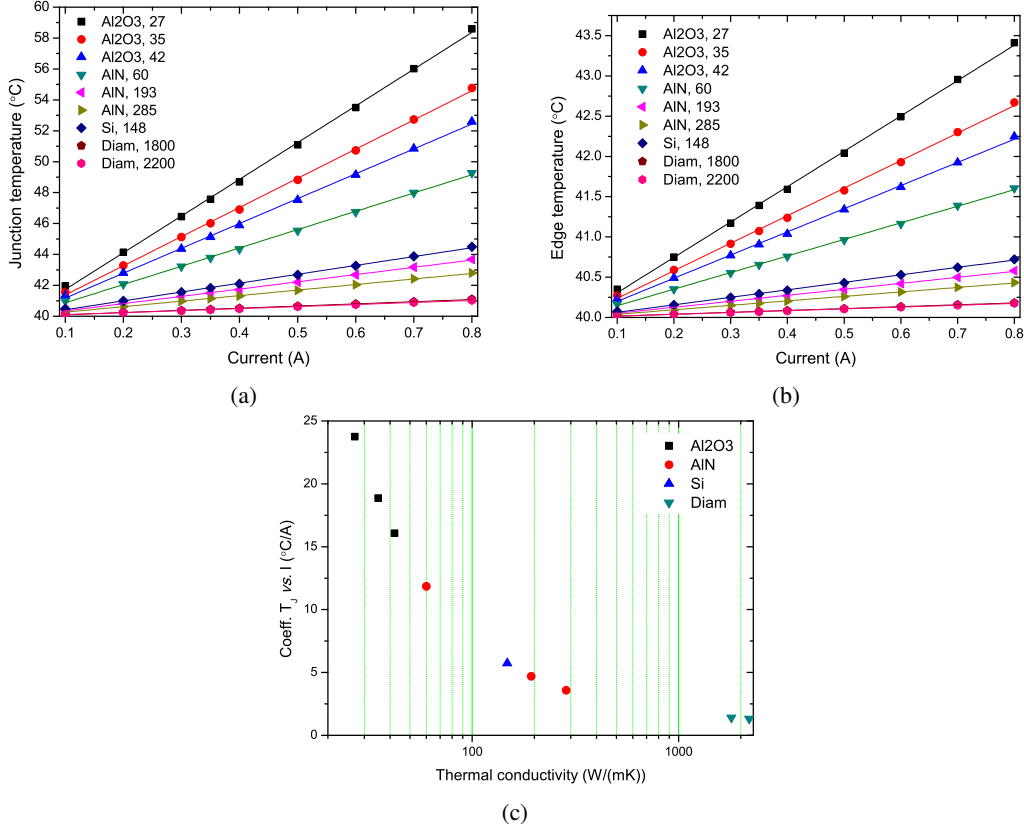 60
58
56
54
52
50
48
46
44
42
40
Junction temperature (°C)
Al2O3, 27
Al2O3, 35
Al2O3, 42
AlN, 60
AlN, 193
AlN, 285
Si, 148
Diam, 1800
Diam, 2200
0.1 0.2 0.3 0.4 0.5 0.6 0.7 0.8
Current (A)
(a)
43.5
43.0
42.5
42.0
41.5
41.0
40.5
40.0
Edge temperature (°C)
Al2O3, 27
Al2O3, 35
Al2O3, 42
AlN, 60
AlN, 193
AlN, 285
Si, 148
Diam, 1800
Diam, 2200
0.1 0.2 0.3 0.4 0.5 0.6 0.7 0.8
Current (A)
(b)
25
20
15
10
5
0
Coeff. T_J vs. I (°C/A)
Al2O3
AlN
Si
Diam
100 1000
Thermal conductivity (W/(mK))
(c)